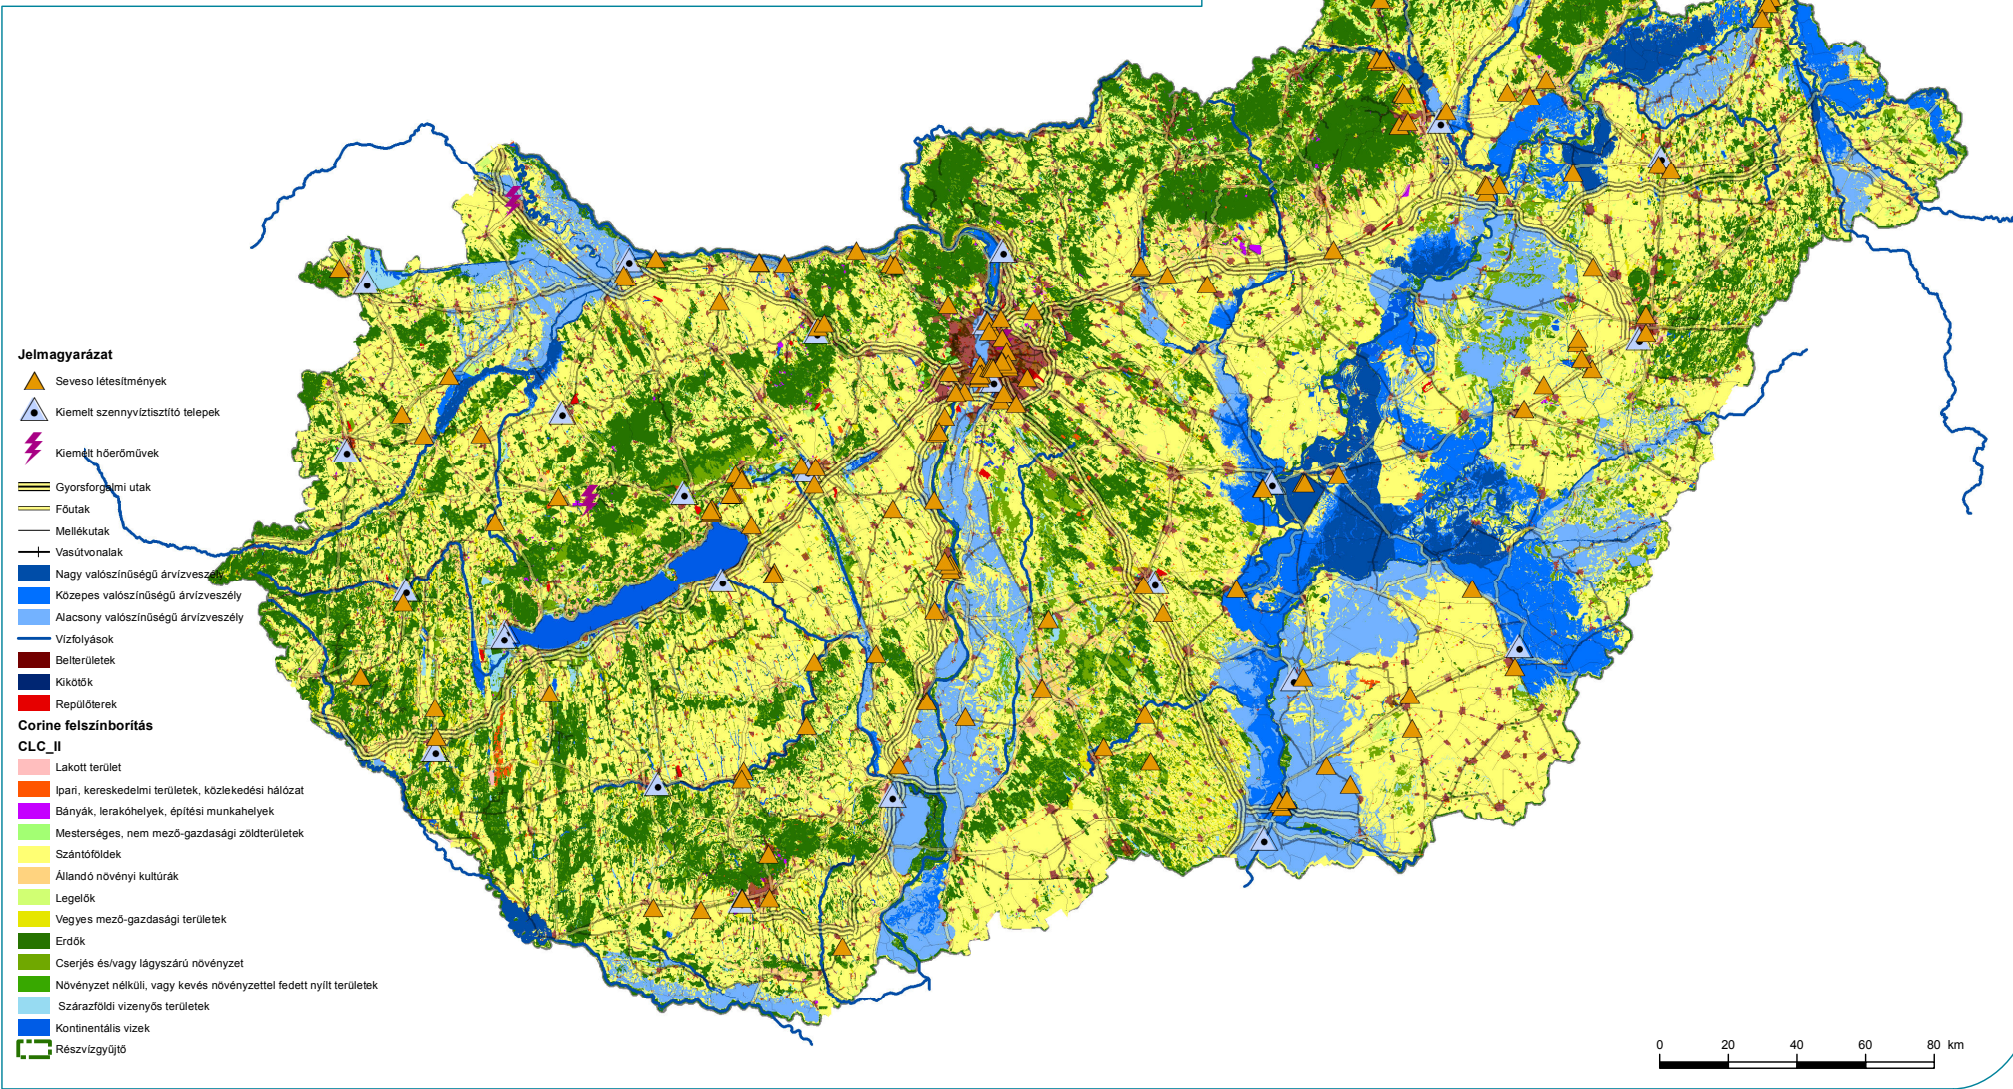 Jelmagyarázat
Seveso létesítmények
Kiemelt szennyvíztisztító telepek
Kiemelt hőerőművek
Gyorsforgalmi utak
Főutak
Mellékutak
Vasútvonalak
Nagy valószínűségű árvízveszély
Közepes valószínűségű árvízveszély
Alacsony valószínűségű árvízveszély
Vízfolyások
Belterületek
Kikötők
Repülőterek
Corine felszínborítás
CLC_II
Lakott terület
Ipari, kereskedelmi területek, közlekedési hálózat
Bányák, lerakóhelyek, építési munkahelyek
Mesterséges, nem mező-gazdasági zöldterületek
Szántóföldek
Állandó növényi kultúrák
Legelők
Vegyes mező-gazdasági területek
Erdők
Cserjés és/vagy lágyszárú növényzet
Növényzet nélküli, vagy kevés növényzettel fedett nyílt területek
Szárazföldi vizenyős területek
Kontinentális vizek
Részvízgyűjtő
0 20 40 60 80 km